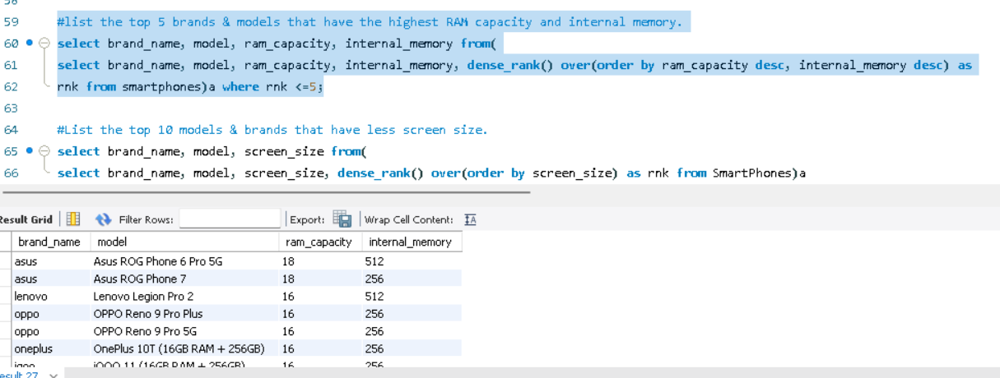 59 #list the top 5 brands & models that have the highest RAM capacity and internal memory.
60 select brand_name, model, ram_capacity, internal_memory from(
61 select brand_name, model, ram_capacity, internal_memory, dense_rank() over(order by ram_capacity desc, internal_memory desc) as
62 rnk from smartphones)a where rnk <=5;
63
64 #List the top 10 models & brands that have less screen size.
65 select brand_name, model, screen_size from(
66 select brand_name, model, screen_size, dense_rank() over(order by screen_size) as rnk from SmartPhones)a
Result Grid Filter Rows: Export: Wrap Cell Content:
brand_name model ram_capacity internal_memory
asus Asus ROG Phone 6 Pro 5G 18 512
asus Asus ROG Phone 7 18 256
lenovo Lenovo Legion Pro 2 16 512
oppo OPPO Reno 9 Pro Plus 16 256
oppo OPPO Reno 9 Pro 5G 16 256
oneplus OnePlus 10T (16GB RAM + 256GB) 16 256
iqoo iQOO 11 (16GB RAM + 256GB) 16 256
esult 27